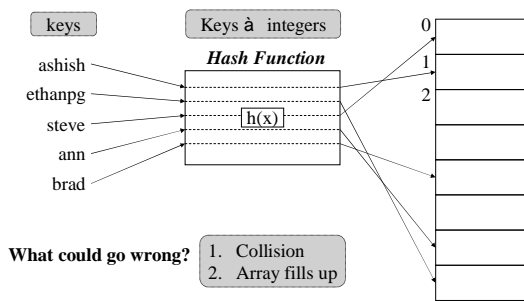 keys
Keys à integers
Hash Function
ashish
ethanpg
steve
ann
brad
h(x)
0
1
2
What could go wrong?
1. Collision
2. Array fills up